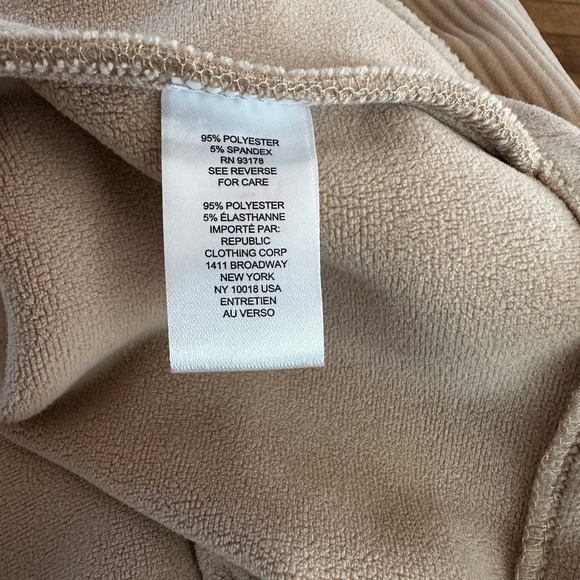 95% POLYESTER
5% SPANDEX
RN 93178
SEE REVERSE
FOR CARE
95% POLYESTER
5% ÉLASTHANNE
IMPORTÉ PAR:
REPUBLIC
CLOTHING CORP
1411 BROADWAY
NEW YORK
NY 10018 USA
ENTRETIEN
AU VERSO